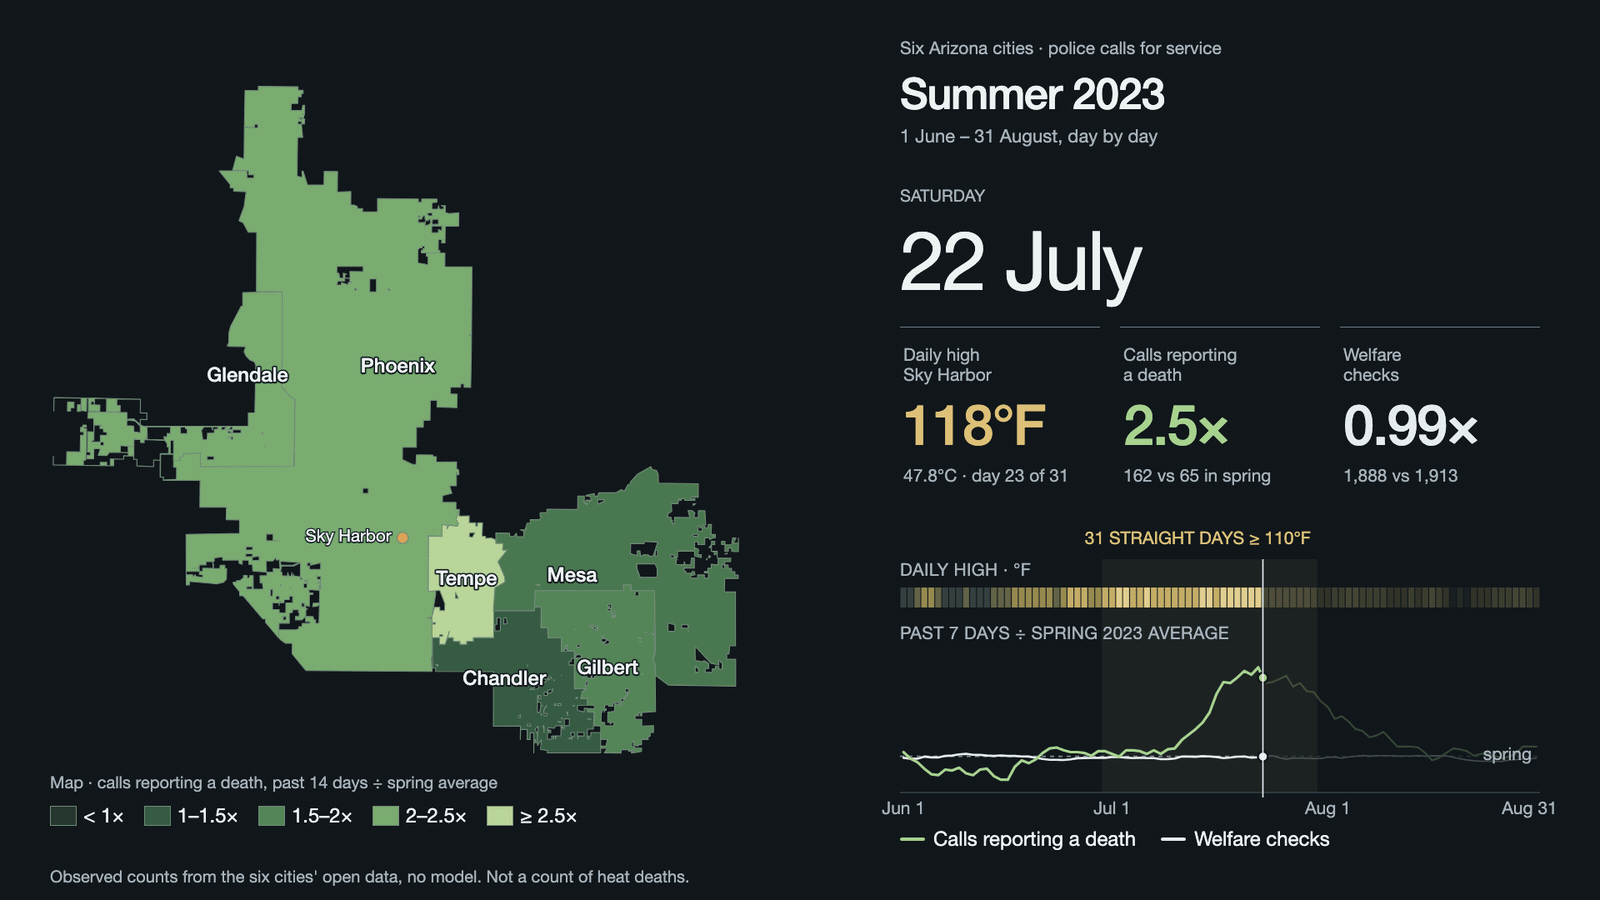 Six Arizona cities · police calls for service
Summer 2023
1 June – 31 August, day by day
SATURDAY
22 July
Daily high
Sky Harbor
118°F
47.8°C · day 23 of 31
Calls reporting
a death
2.5×
162 vs 65 in spring
Welfare
checks
0.99×
1,888 vs 1,913
31 STRAIGHT DAYS ≥ 110°F
DAILY HIGH · °F
PAST 7 DAYS ÷ SPRING 2023 AVERAGE
spring
Jun 1
Jul 1
Aug 1
Aug 31
Calls reporting a death
Welfare checks
Glendale
Phoenix
Sky Harbor
Tempe
Mesa
Chandler
Gilbert
Map · calls reporting a death, past 14 days ÷ spring average
< 1×
1–1.5×
1.5–2×
2–2.5×
≥ 2.5×
Observed counts from the six cities' open data, no model. Not a count of heat deaths.